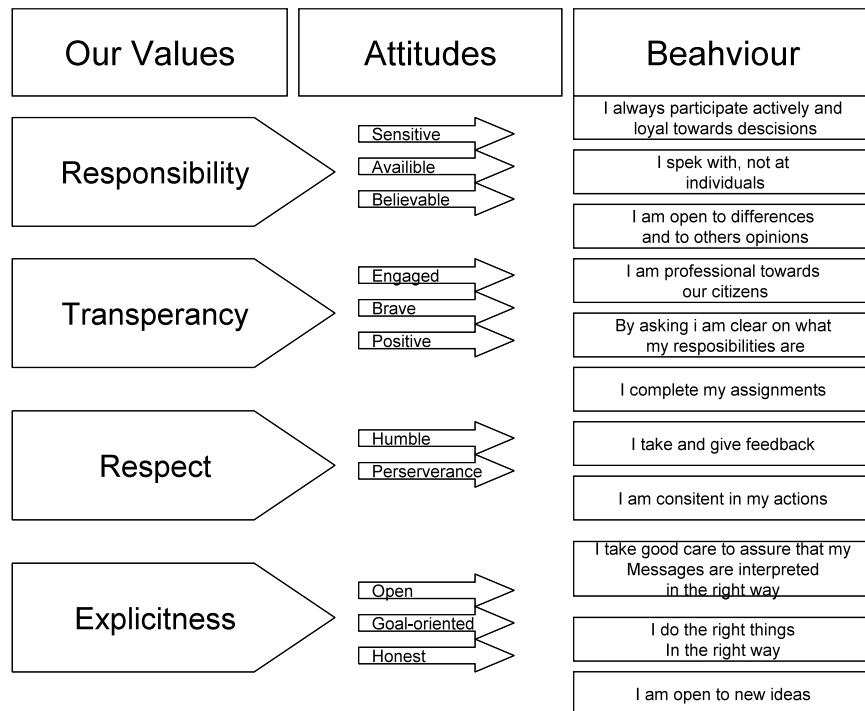 Our Values
Attitudes
Beahviour
Responsibility
Sensitive
Availible
Believable
Transperancy
Engaged
Brave
Positive
Respect
Humble
Perserverance
Explicitness
Open
Goal-oriented
Honest
I always participate actively and
loyal towards descisions
I spek with, not at
individuals
I am open to differences
and to others opinions
I am professional towards
our citizens
By asking i am clear on what
my resposibilities are
I complete my assignments
I take and give feedback
I am consitent in my actions
I take good care to assure that my
Messages are interpreted
in the right way
I do the right things
In the right way
I am open to new ideas